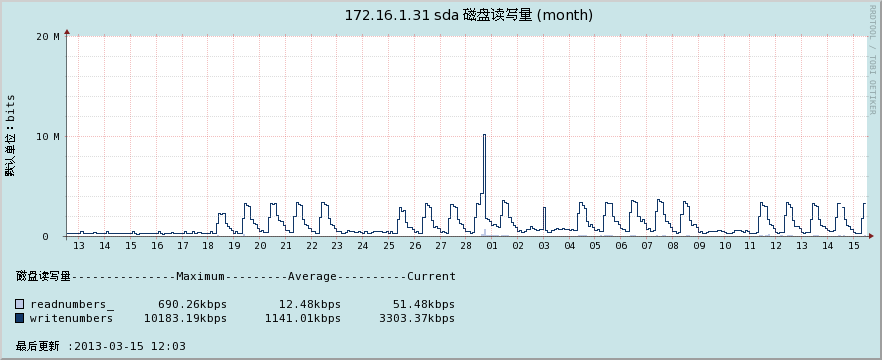 172.16.1.31 sda 磁盘读写量 (month)
RRDTOOL / TOBI OETIKER
默认单位：bits
20 M
10 M
0
13 14 15 16 17 18 19 20 21 22 23 24 25 26 27 28 01 02 03 04 05 06 07 08 09 10 11 12 13 14 15
磁盘读写量---------------Maximum---------Average----------Current
readnumbers_ 690.26kbps 12.48kbps 51.48kbps
writenumbers 10183.19kbps 1141.01kbps 3303.37kbps
最后更新 :2013-03-15 12:03